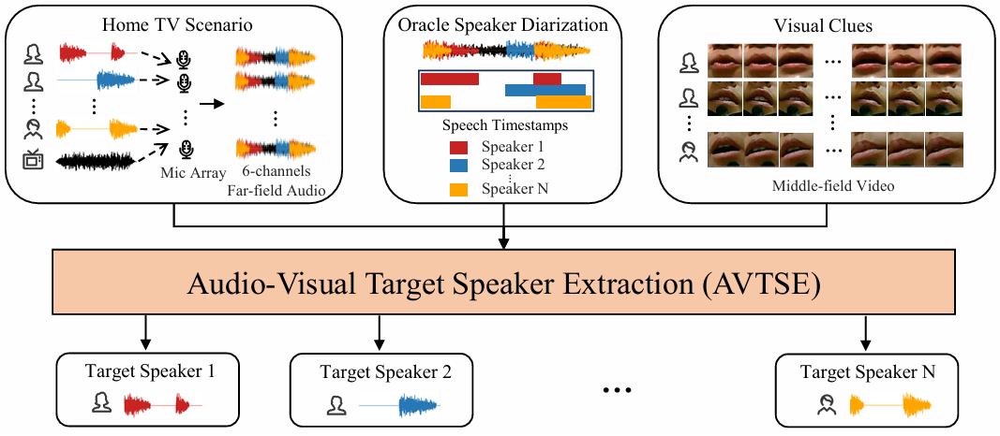 Home TV Scenario
Mic Array
6-channels
Far-field Audio
Oracle Speaker Diarization
Speech Timestamps
Speaker 1
Speaker 2
Speaker N
Visual Clues
Middle-field Video
Audio-Visual Target Speaker Extraction (AVTSE)
Target Speaker 1
Target Speaker 2
Target Speaker N